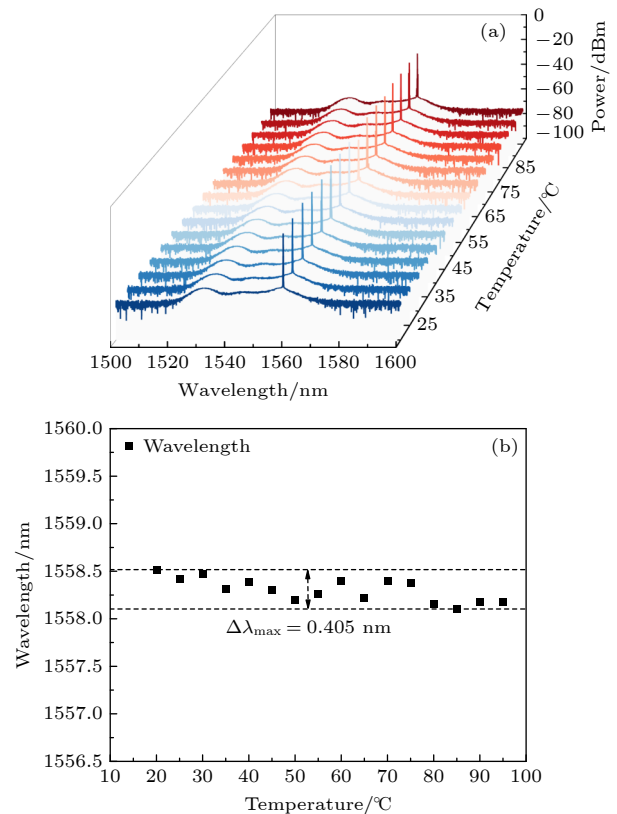 (a)
0
−20
−40
−60
−80
−100
Power/dBm
85
75
65
55
45
35
25
Temperature/℃
1500 1520 1540 1560 1580 1600
Wavelength/nm
1560.0
1559.5
1559.0
1558.5
1558.0
1557.5
1557.0
1556.5
Wavelength/nm
Wavelength
(b)
Δλmax = 0.405 nm
10 20 30 40 50 60 70 80 90 100
Temperature/℃